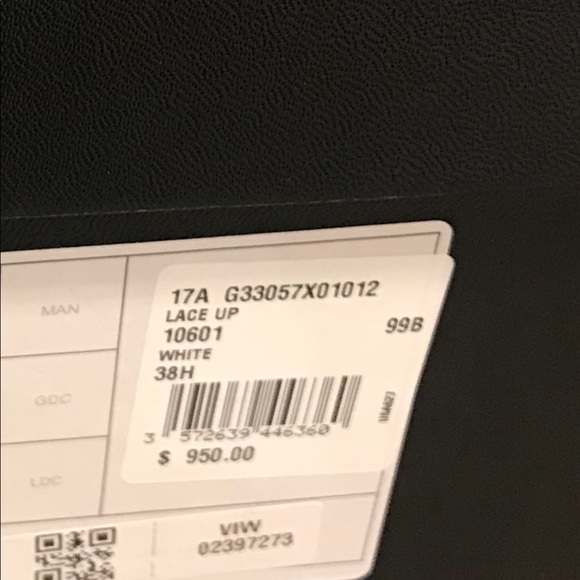 MAN
GDC
LDC
17A G33057X01012
LACE UP
10601 99B
WHITE
38H
3 572639 446360
$ 950.00
VIW
02397273